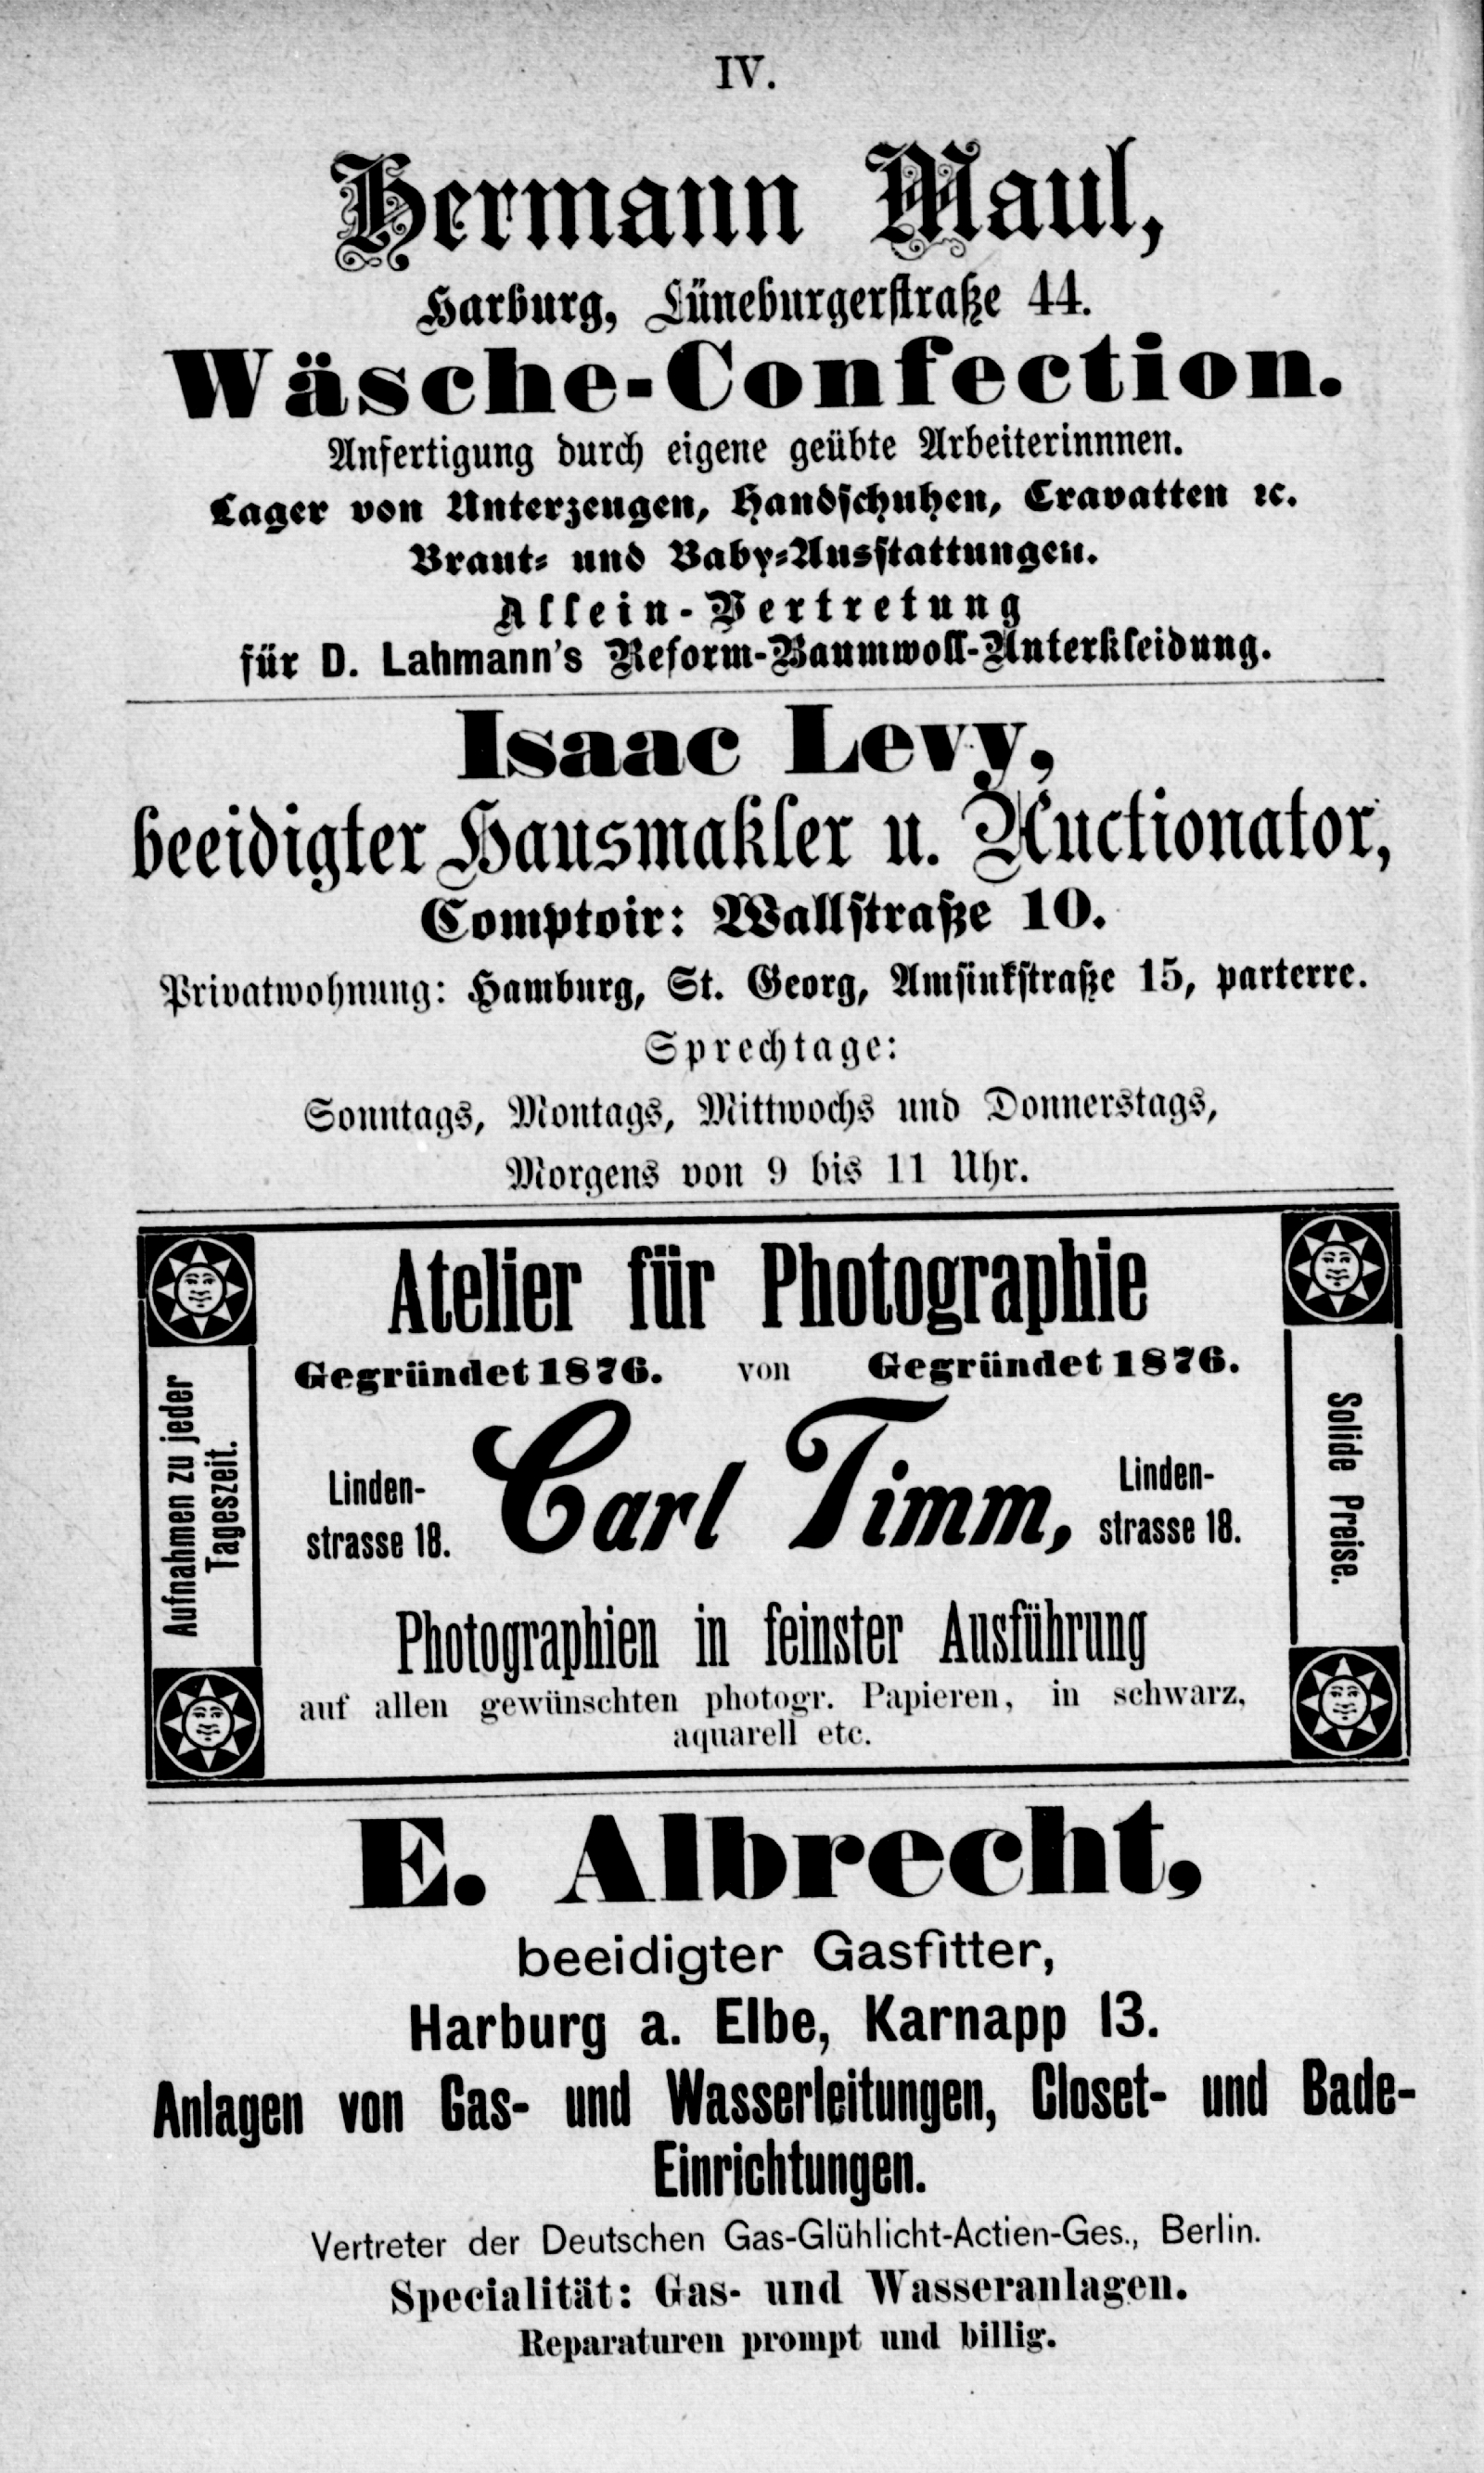 IV.
Hermann Maul,
Harburg, Lüneburgerstraße 44.
Wäsche-Confection.
Anfertigung durch eigene geübte Arbeiterinnnen.
Lager von Unterzeugen, Handschuhen, Cravatten ꝛc.
Braut- und Baby-Ausstattungen.
Allein-Vertretung
für D. Lahmann's Reform-Baumwoll-Unterkleidung.
Isaac Levy,
beeidigter Hausmakler u. Auctionator,
Comptoir: Wallstraße 10.
Privatwohnung: Hamburg, St. Georg, Amsinkstraße 15, parterre.
Sprechtage:
Sonntags, Montags, Mittwochs und Donnerstags,
Morgens von 9 bis 11 Uhr.
Atelier für Photographie
Gegründet 1876. von Gegründet 1876.
Aufnahmen zu jeder
Tageszeit.
Linden-
strasse 18.
Carl Timm,
Linden-
strasse 18.
Solide Preise.
Photographien in feinster Ausführung
auf allen gewünschten photogr. Papieren, in schwarz,
aquarell etc.
E. Albrecht,
beeidigter Gasfitter,
Harburg a. Elbe, Karnapp 13.
Anlagen von Gas- und Wasserleitungen, Closet- und Bade-
Einrichtungen.
Vertreter der Deutschen Gas-Glühlicht-Actien-Ges., Berlin.
Specialität: Gas- und Wasseranlagen.
Reparaturen prompt und billig.